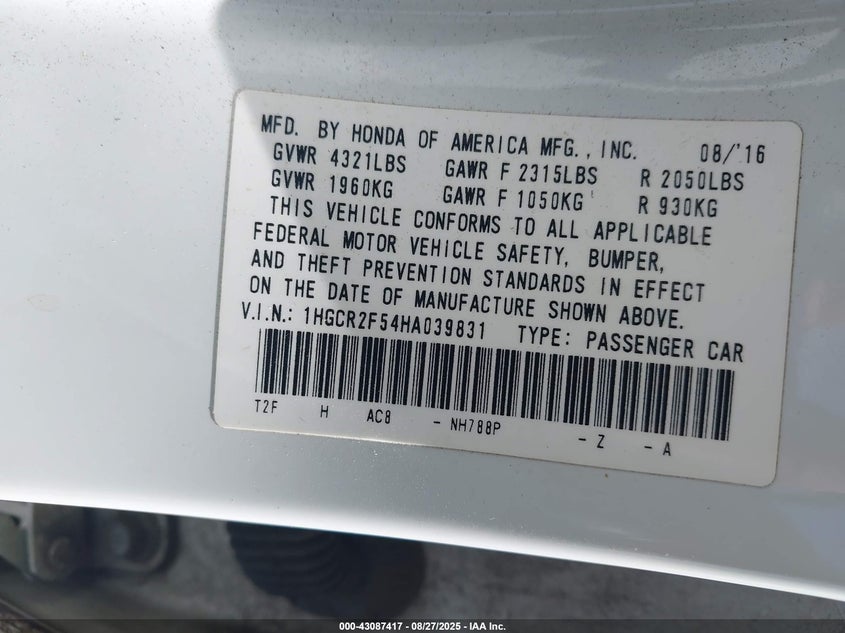 MFD. BY HONDA OF AMERICA MFG., INC. 08/'16
GVWR 4321LBS GAWR F 2315LBS R 2050LBS
GVWR 1960KG GAWR F 1050KG R 930KG
THIS VEHICLE CONFORMS TO ALL APPLICABLE
FEDERAL MOTOR VEHICLE SAFETY, BUMPER,
AND THEFT PREVENTION STANDARDS IN EFFECT
ON THE DATE OF MANUFACTURE SHOWN ABOVE.
V.I.N.: 1HGCR2F54HA039831 TYPE: PASSENGER CAR
T2F H AC8 - NH788P - Z - A
000-43087417 - 08/27/2025 - IAA Inc.